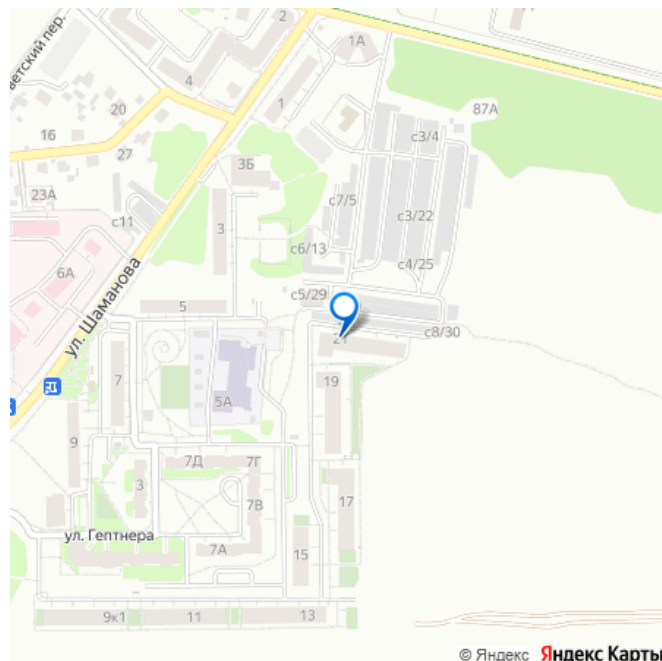 2
1А
ветский пер.
4
1
87А
20
с3/4
16
27
3Б
с7/5
23А
с3/22
с11
3
с6/13
6А
с4/25
ул. Шаманова
с5/29
5
21
с8/30
7
19
5А
9
7Д
7Г
3
17
7В
ул. Гептнера
7А
15
9к1
11
13
© Яндекс Яндекс Карты